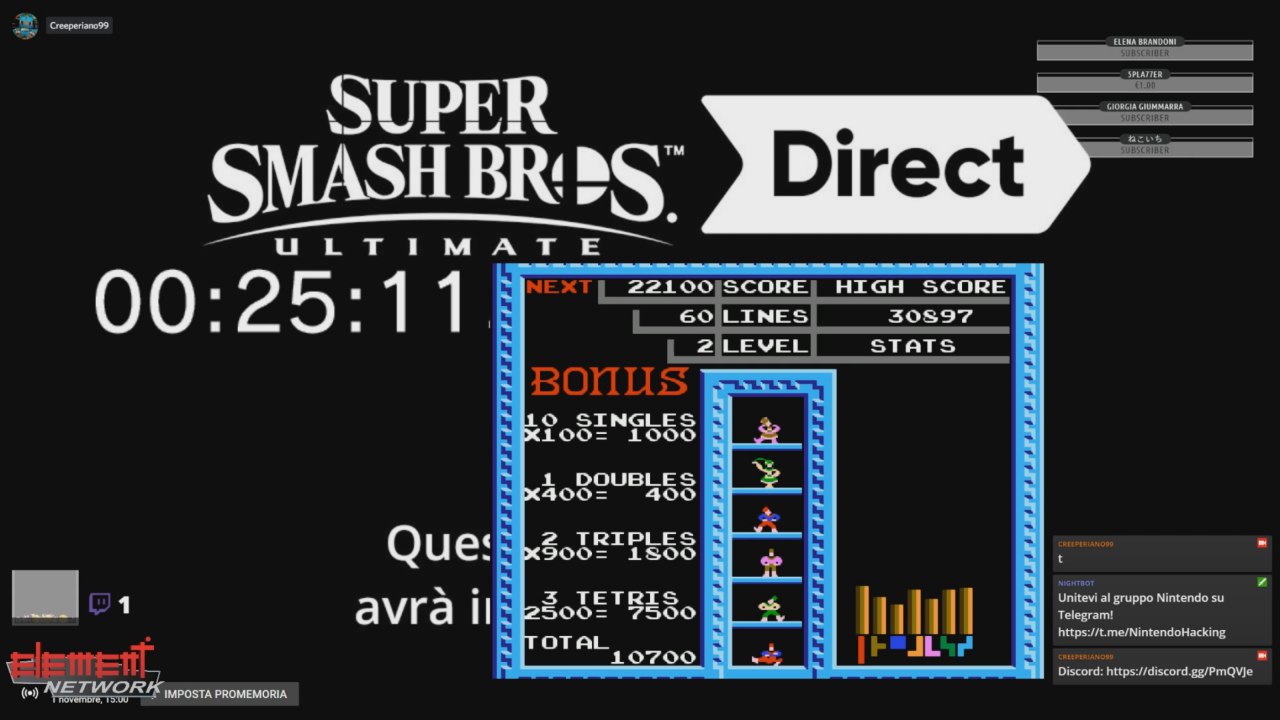 Creeperiano99
ELENA BRANDONI
SUBSCRIBER
5PLA77ER
€1.00
GIORGIA GIUMMARRA
SUBSCRIBER
ねこいち
SUBSCRIBER
SUPER
SMASH BROS.™
ULTIMATE
Direct
00:25:11
NEXT 22100 SCORE HIGH SCORE
60 LINES 30897
2 LEVEL STATS
BONUS
10 SINGLES
X100= 1000
1 DOUBLES
X400= 400
2 TRIPLES
X900= 1800
3 TETRIS
2500= 7500
TOTAL
10700
Ques
avrà i
1
CREEPERIANO99
t
NIGHTBOT
Unitevi al gruppo Nintendo su
Telegram!
https://t.me/NintendoHacking
CREEPERIANO99
Discord: https://discord.gg/PmQVJe
ELEMENT
NETWORK
1 novembre, 15:00
IMPOSTA PROMEMORIA